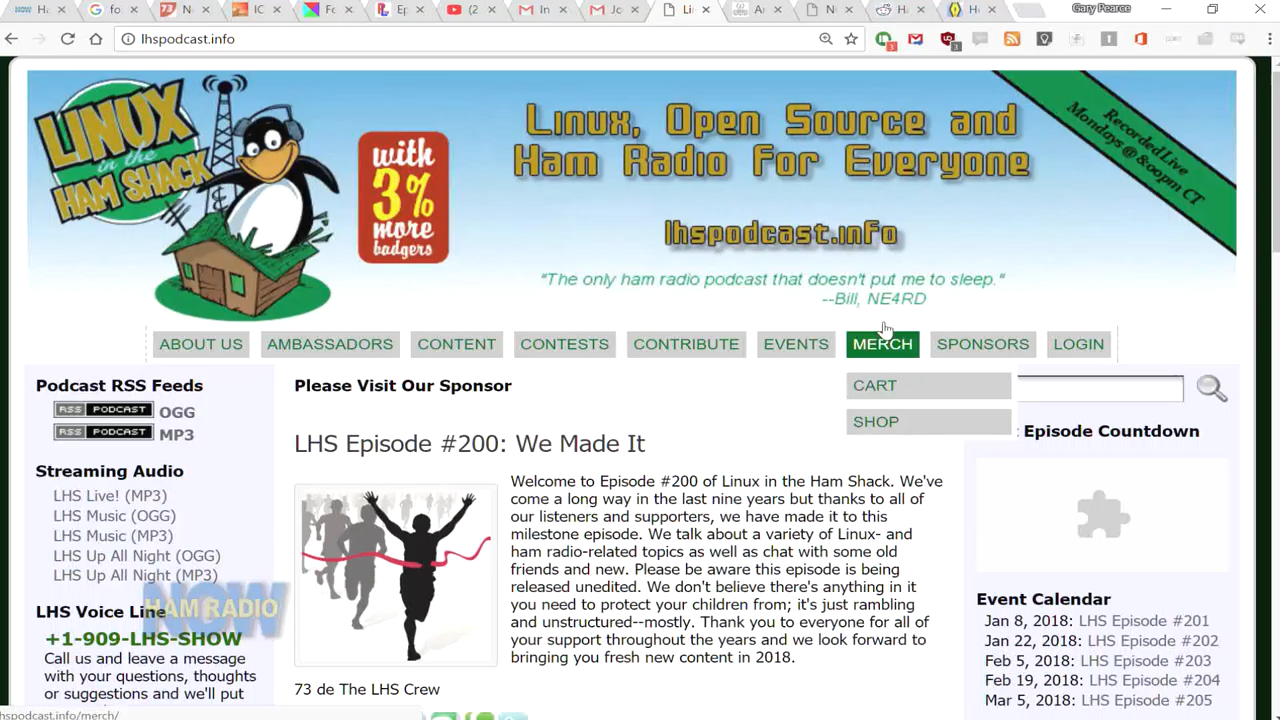 HOW
Li
Gary Pearce
lhspodcast.info
LINUX
in the
HAM SHACK
with
3%
more
badgers
Linux, Open Source and
Ham Radio For Everyone
lhspodcast.info
"The only ham radio podcast that doesn't put me to sleep."
--Bill, NE4RD
Recorded Live
Mondays @ 8:00pm CT
ABOUT US AMBASSADORS CONTENT CONTESTS CONTRIBUTE EVENTS MERCH SPONSORS LOGIN
CART
SHOP
Podcast RSS Feeds
RSS PODCAST OGG
RSS PODCAST MP3
Streaming Audio
LHS Live! (MP3)
LHS Music (OGG)
LHS Music (MP3)
LHS Up All Night (OGG)
LHS Up All Night (MP3)
LHS Voice Line
+1-909-LHS-SHOW
Call us and leave a message
with your questions, thoughts
or suggestions and we'll put
NOW
HAM RADIO
Please Visit Our Sponsor
LHS Episode #200: We Made It
Welcome to Episode #200 of Linux in the Ham Shack. We've
come a long way in the last nine years but thanks to all of
our listeners and supporters, we have made it to this
milestone episode. We talk about a variety of Linux- and
ham radio-related topics as well as chat with some old
friends and new. Please be aware this episode is being
released unedited. We don't believe there's anything in it
you need to protect your children from; it's just rambling
and unstructured--mostly. Thank you to everyone for all of
your support throughout the years and we look forward to
bringing you fresh new content in 2018.
73 de The LHS Crew
Episode Countdown
Event Calendar
Jan 8, 2018: LHS Episode #201
Jan 22, 2018: LHS Episode #202
Feb 5, 2018: LHS Episode #203
Feb 19, 2018: LHS Episode #204
Mar 5, 2018: LHS Episode #205
hspodcast.info/merch/